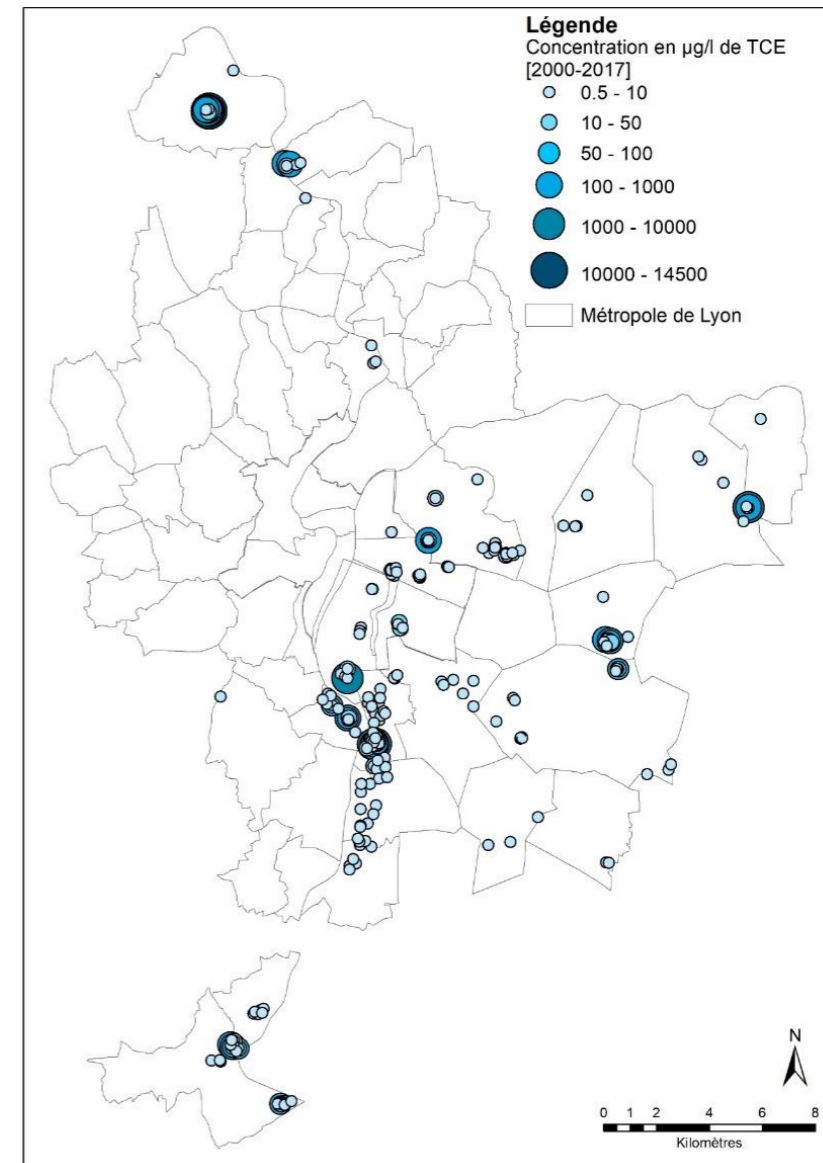 Légende
Concentration en µg/l de TCE
[2000-2017]
0.5 - 10
10 - 50
50 - 100
100 - 1000
1000 - 10000
10000 - 14500
Métropole de Lyon
N
0 1 2 4 6 8
Kilomètres